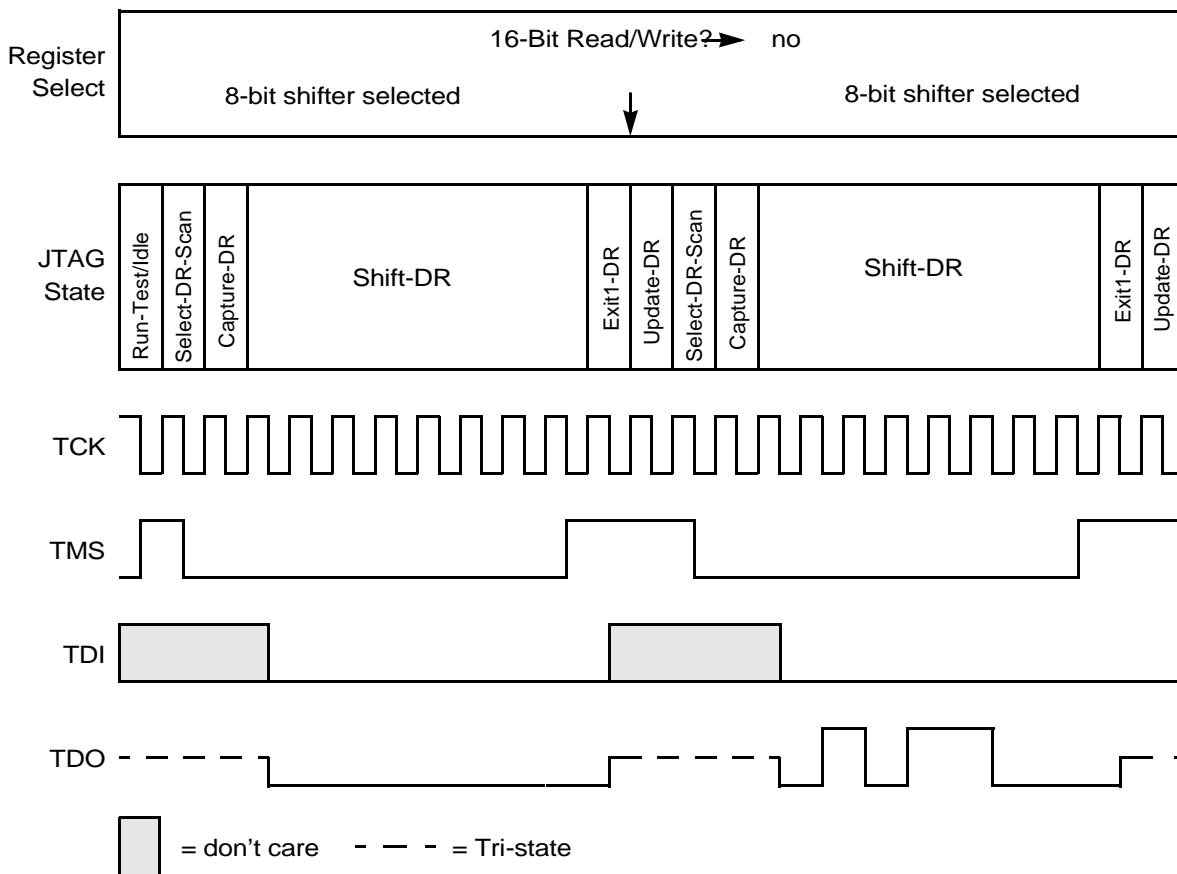 Register
Select
16-Bit Read/Write?
no
8-bit shifter selected
8-bit shifter selected
JTAG
State
Run-Test/Idle
Select-DR-Scan
Capture-DR
Shift-DR
Exit1-DR
Update-DR
Select-DR-Scan
Capture-DR
Shift-DR
Exit1-DR
Update-DR
TCK
TMS
TDI
TDO
= don't care
= Tri-state